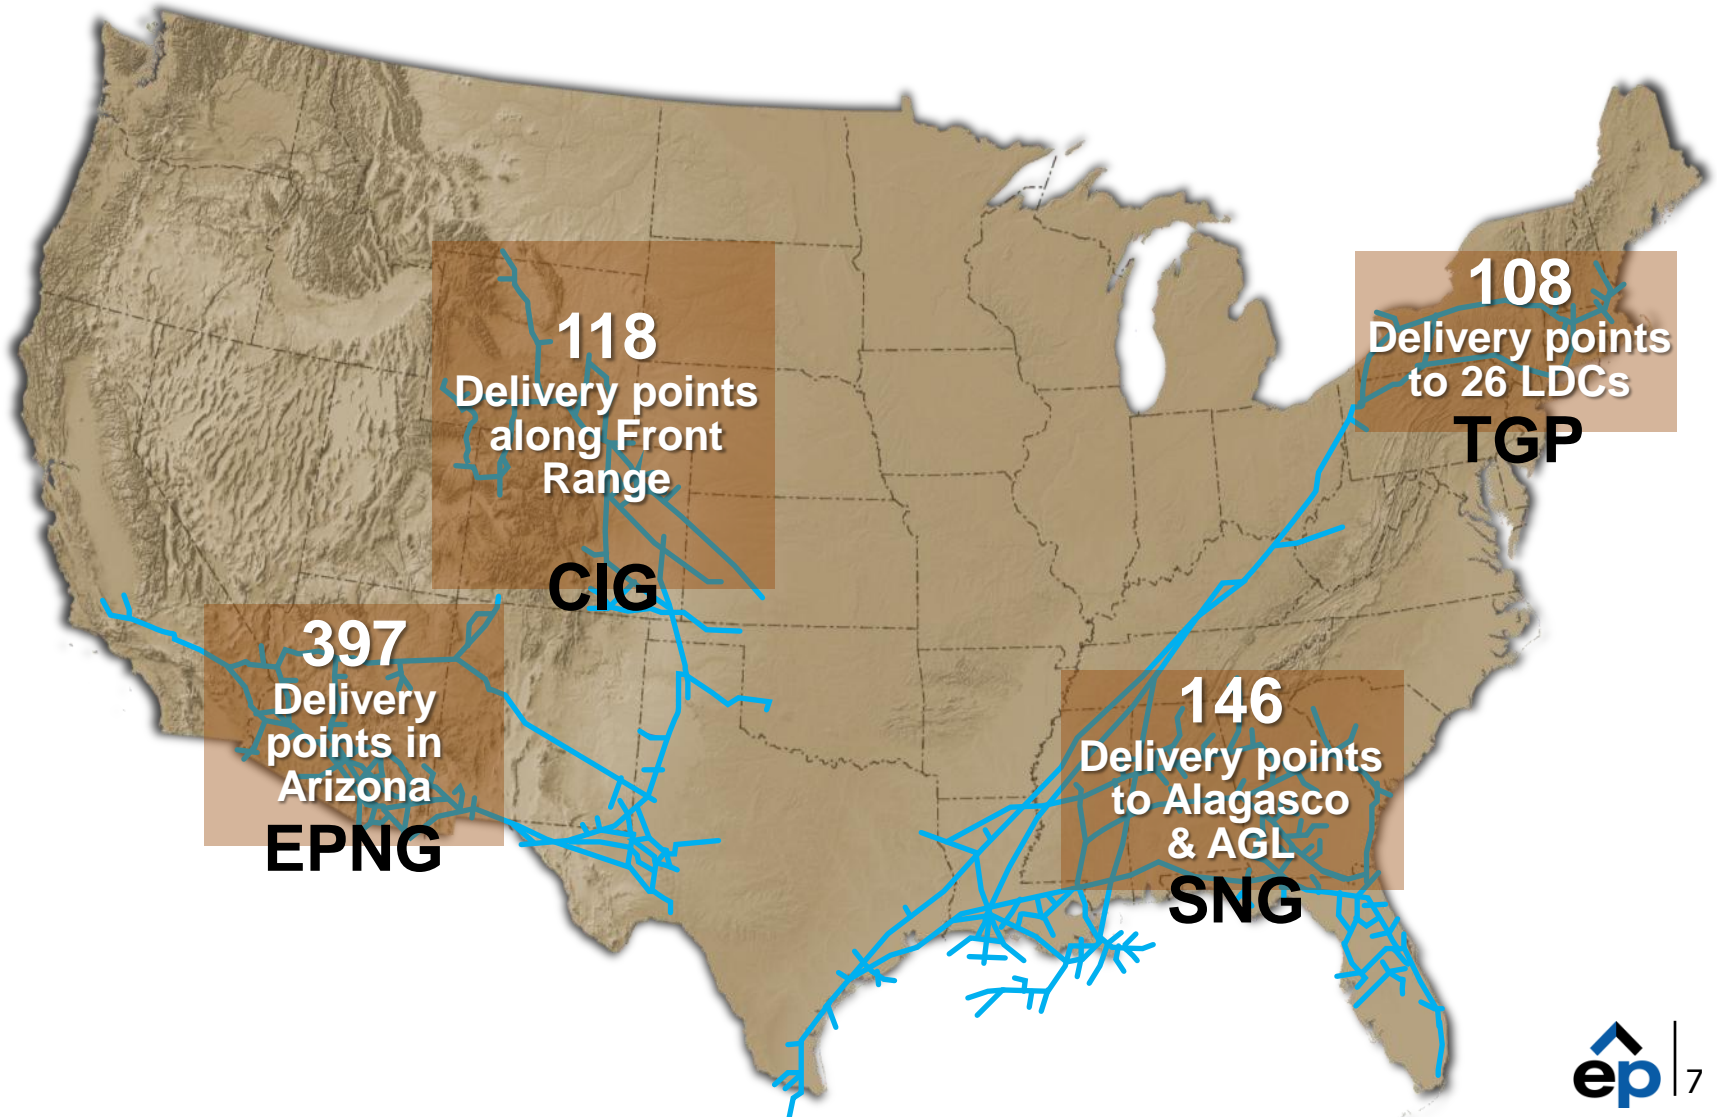 118
Delivery points
along Front
Range
CIG
108
Delivery points
to 26 LDCs
TGP
397
Delivery
points in
Arizona
EPNG
146
Delivery points
to Alagasco
& AGL
SNG
ep
7